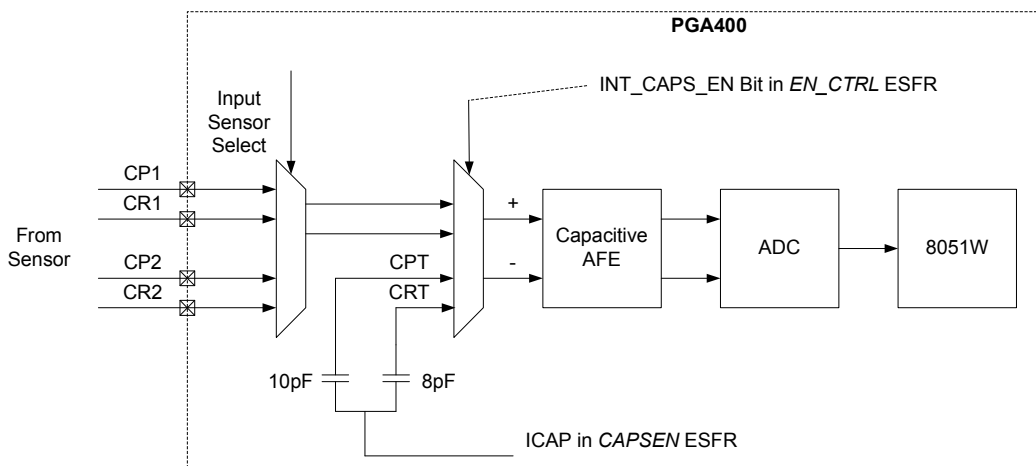 PGA400
INT_CAPS_EN Bit in EN_CTRL ESFR
Input
Sensor
Select
CP1
CR1
From
Sensor
CP2
CR2
+
-
CPT
CRT
Capacitive
AFE
ADC
8051W
10pF
8pF
ICAP in CAPSEN ESFR